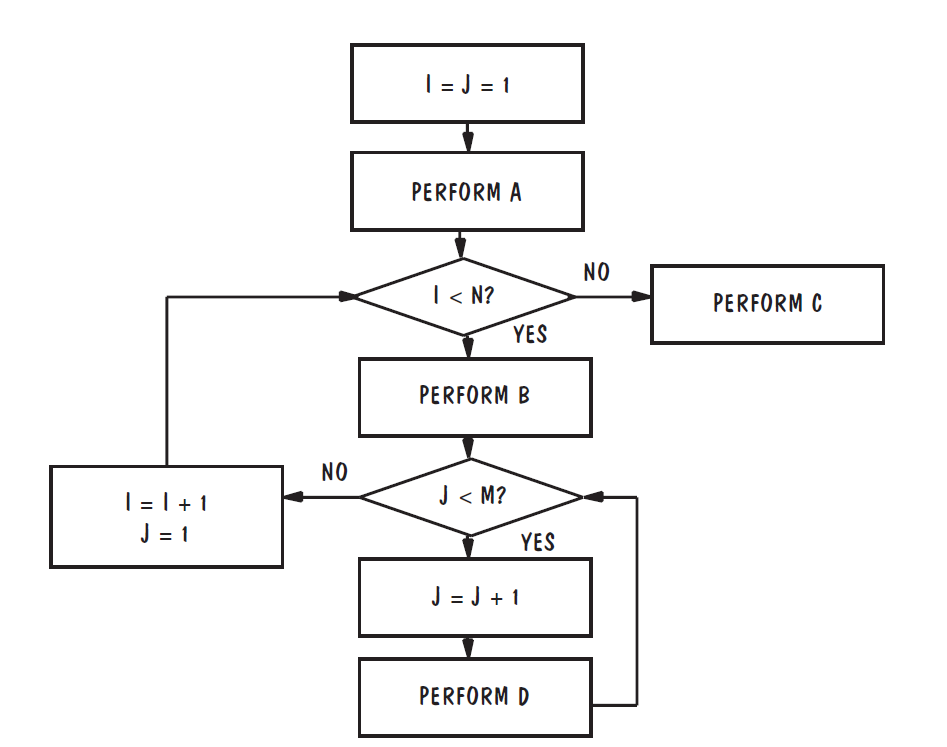 I = J = 1
PERFORM A
I < N?
NO
PERFORM C
YES
PERFORM B
J < M?
NO
I = I + 1
J = 1
YES
J = J + 1
PERFORM D